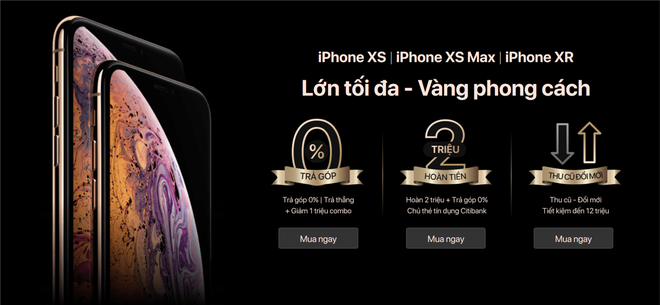 iPhone XS | iPhone XS Max | iPhone XR
Lớn tối đa - Vàng phong cách
0%
TRẢ GÓP
Trả góp 0% | Trả thẳng
+ Giảm 1 triệu combo
Mua ngay
2 TRIỆU
HOÀN TIỀN
Hoàn 2 triệu + Trả góp 0%
Chủ thẻ tín dụng Citibank
Mua ngay
THU CŨ ĐỔI MỚI
Thu cũ - Đổi mới
Tiết kiệm đến 12 triệu
Mua ngay